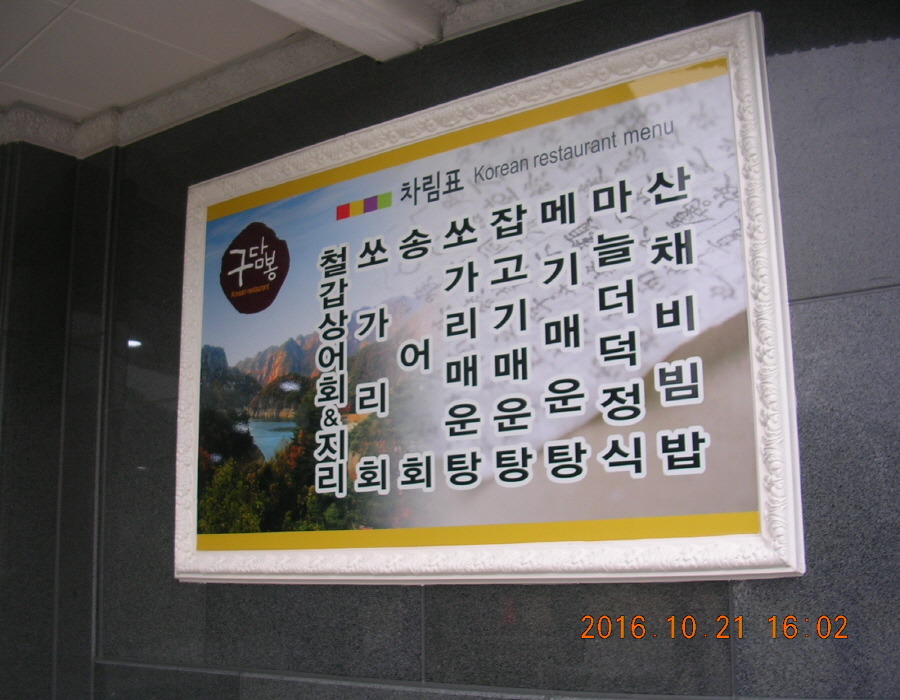 차림표 Korean restaurant menu
구담봉
Korean restaurant
산채비빔밥
마늘더덕정식
메기매운탕
잡고기매운탕
쏘가리매운탕
송어회
쏘가리회
철갑상어회&지리
2016.10.21 16:02